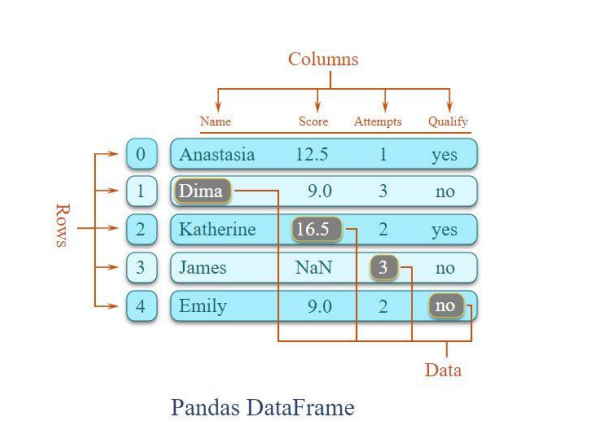 Columns
Name Score Attempts Qualify
0 Anastasia 12.5 1 yes
1 Dima 9.0 3 no
Rows
2 Katherine 16.5 2 yes
3 James NaN 3 no
4 Emily 9.0 2 no
Data
Pandas DataFrame